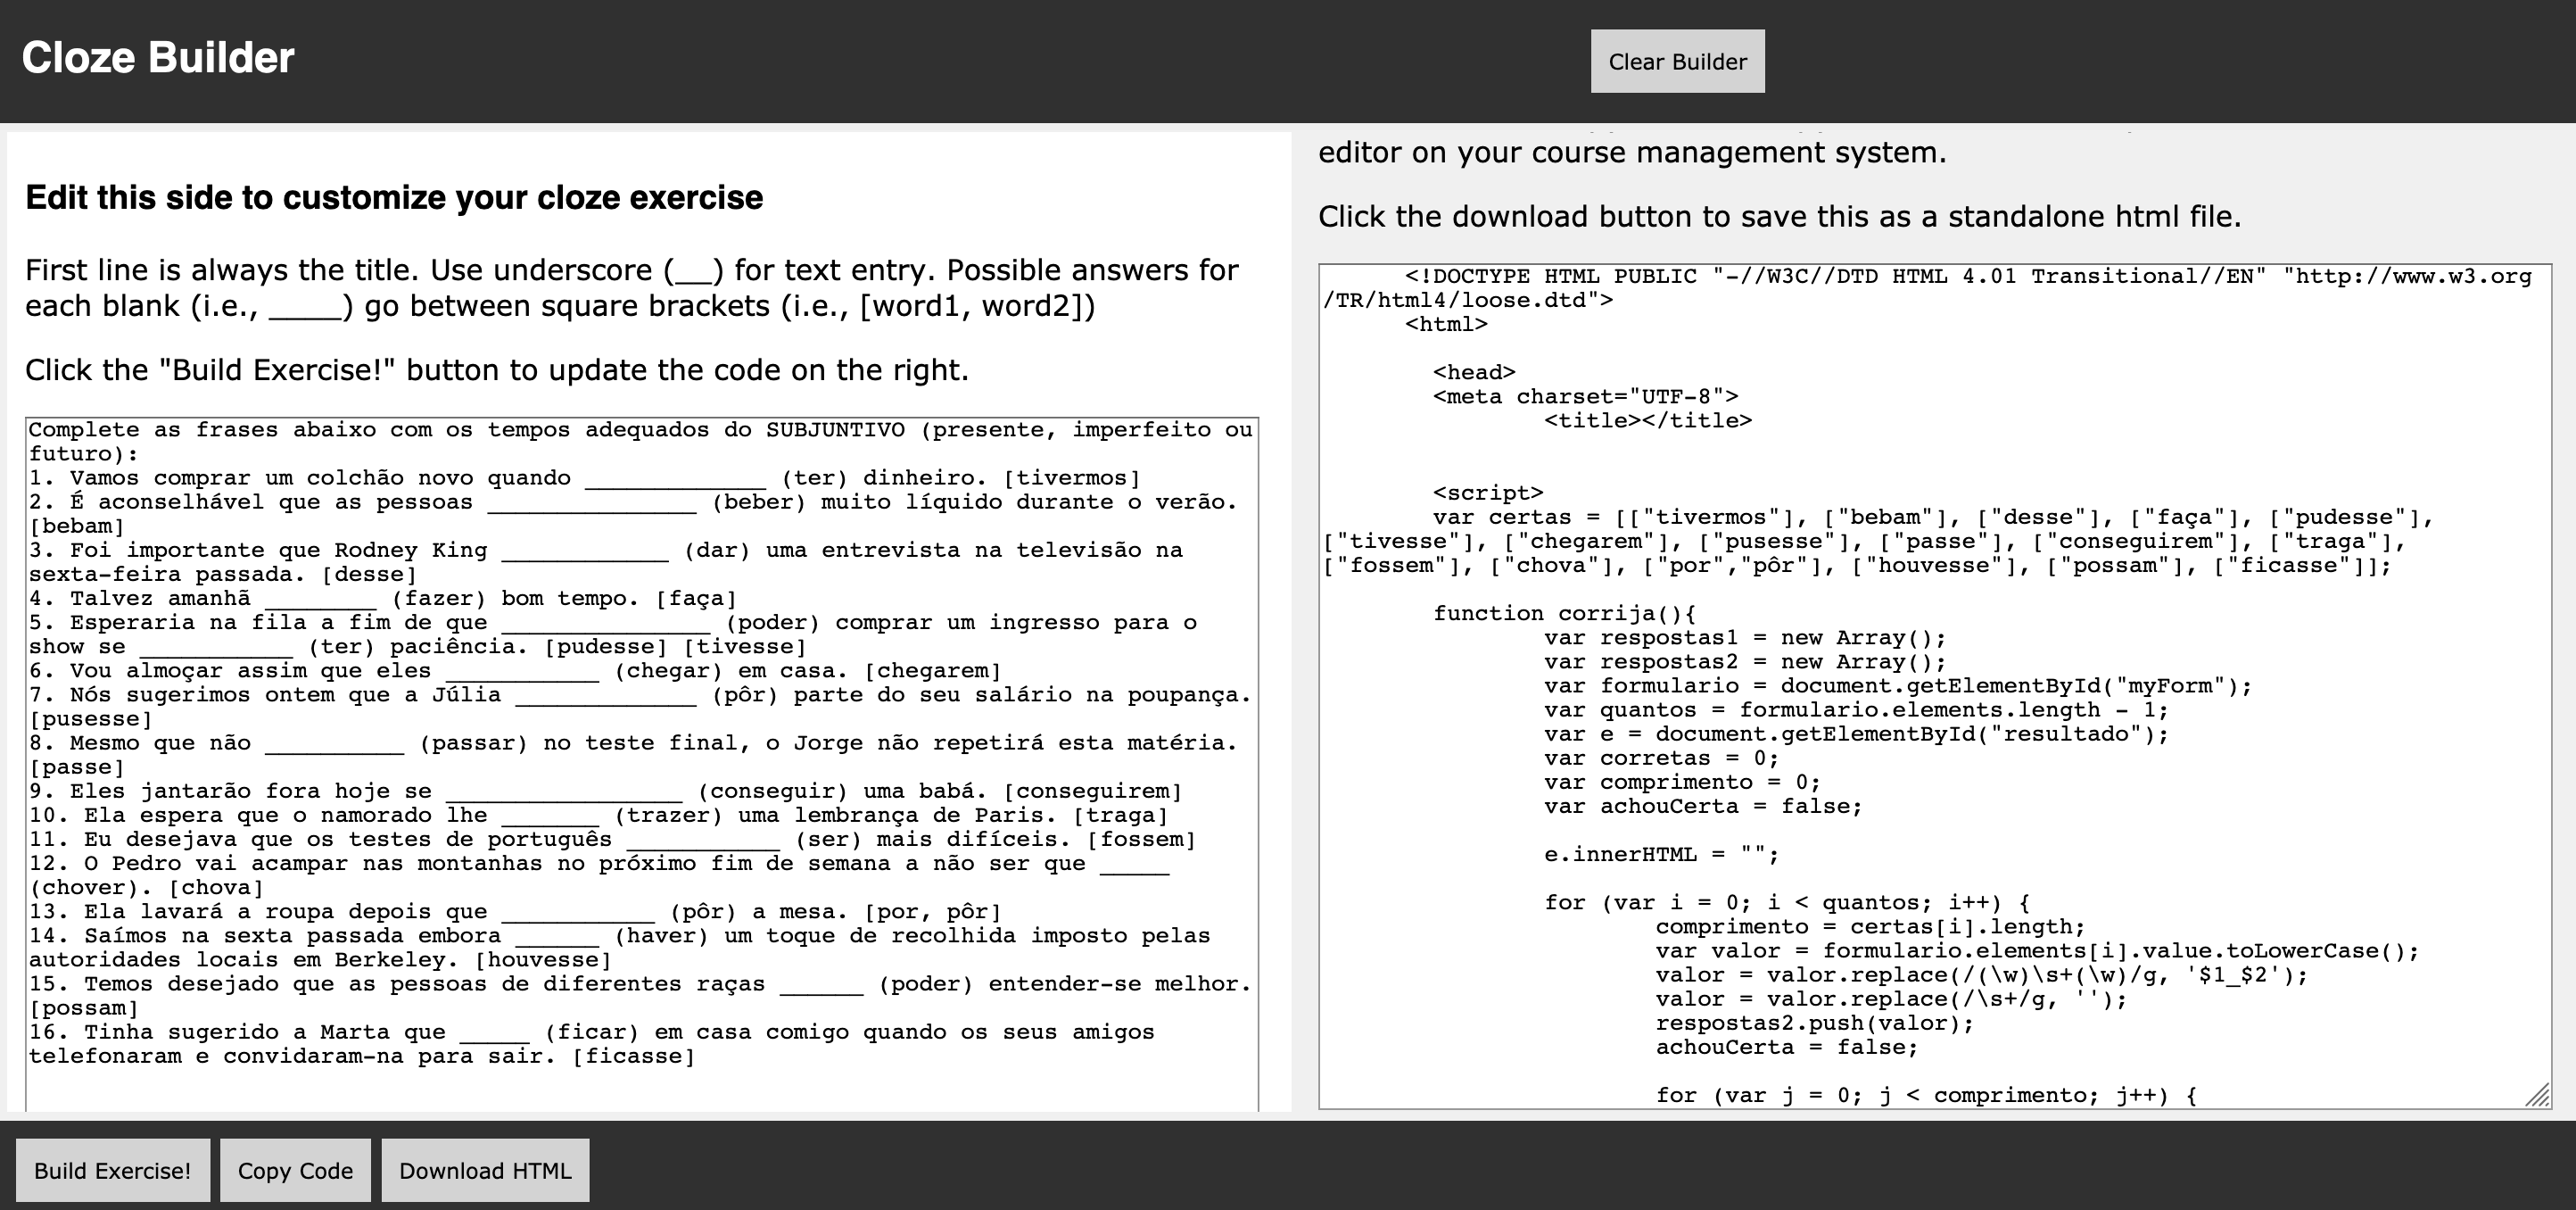 Cloze Builder
Clear Builder
Edit this side to customize your cloze exercise
First line is always the title. Use underscore (__) for text entry. Possible answers for
each blank (i.e., ____) go between square brackets (i.e., [word1, word2])
Click the "Build Exercise!" button to update the code on the right.
Complete as frases abaixo com os tempos adequados do SUBJUNTIVO (presente, imperfeito ou
futuro):
1. Vamos comprar um colchão novo quando _____________ (ter) dinheiro. [tivermos]
2. É aconselhável que as pessoas _______________ (beber) muito líquido durante o verão.
[bebam]
3. Foi importante que Rodney King ____________ (dar) uma entrevista na televisão na
sexta-feira passada. [desse]
4. Talvez amanhã ________ (fazer) bom tempo. [faça]
5. Esperaria na fila a fim de que _______________ (poder) comprar um ingresso para o
show se ___________ (ter) paciência. [pudesse] [tivesse]
6. Vou almoçar assim que eles ___________ (chegar) em casa. [chegarem]
7. Nós sugerimos ontem que a Júlia _____________ (pôr) parte do seu salário na poupança.
[pusesse]
8. Mesmo que não __________ (passar) no teste final, o Jorge não repetirá esta matéria.
[passe]
9. Eles jantarão fora hoje se _________________ (conseguir) uma babá. [conseguirem]
10. Ela espera que o namorado lhe _______ (trazer) uma lembrança de Paris. [traga]
11. Eu desejava que os testes de português ___________ (ser) mais difíceis. [fossem]
12. O Pedro vai acampar nas montanhas no próximo fim de semana a não ser que _____
(chover). [chova]
13. Ela lavará a roupa depois que ___________ (pôr) a mesa. [por, pôr]
14. Saímos na sexta passada embora ______ (haver) um toque de recolhida imposto pelas
autoridades locais em Berkeley. [houvesse]
15. Temos desejado que as pessoas de diferentes raças ______ (poder) entender-se melhor.
[possam]
16. Tinha sugerido a Marta que _____ (ficar) em casa comigo quando os seus amigos
telefonaram e convidaram-na para sair. [ficasse]
editor on your course management system.
Click the download button to save this as a standalone html file.
<!DOCTYPE HTML PUBLIC "-//W3C//DTD HTML 4.01 Transitional//EN" "http://www.w3.org
/TR/html4/loose.dtd">
<html>
<head>
<meta charset="UTF-8">
<title></title>
<script>
var certas = [["tivermos"], ["bebam"], ["desse"], ["faça"], ["pudesse"],
["tivesse"], ["chegarem"], ["pusesse"], ["passe"], ["conseguirem"], ["traga"],
["fossem"], ["chova"], ["por","pôr"], ["houvesse"], ["possam"], ["ficasse"]];
function corrija(){
var respostas1 = new Array();
var respostas2 = new Array();
var formulario = document.getElementById("myForm");
var quantos = formulario.elements.length - 1;
var e = document.getElementById("resultado");
var corretas = 0;
var comprimento = 0;
var achouCerta = false;
e.innerHTML = "";
for (var i = 0; i < quantos; i++) {
comprimento = certas[i].length;
var valor = formulario.elements[i].value.toLowerCase();
valor = valor.replace(/(\w)\s+(\w)/g, '$1_$2');
valor = valor.replace(/\s+/g, '');
respostas2.push(valor);
achouCerta = false;
for (var j = 0; j < comprimento; j++) {
Build Exercise!
Copy Code
Download HTML